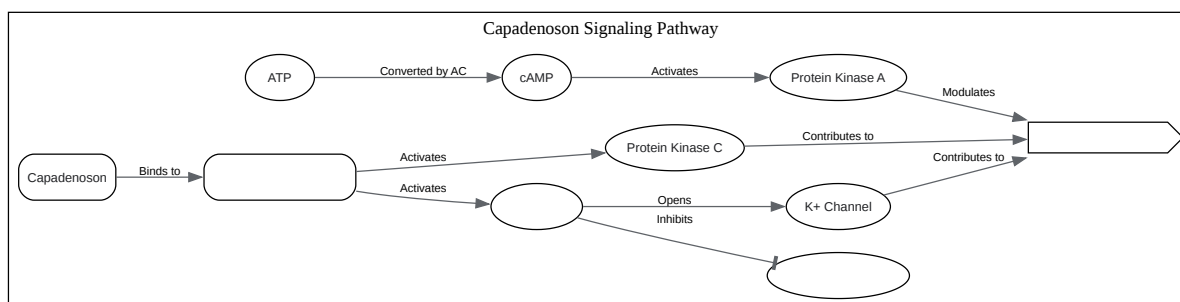 Capadenoson Signaling Pathway
ATP
Converted by AC
cAMP
Activates
Protein Kinase A
Modulates
Capadenoson
Binds to
Activates
Protein Kinase C
Contributes to
Activates
Opens
K+ Channel
Contributes to
Inhibits